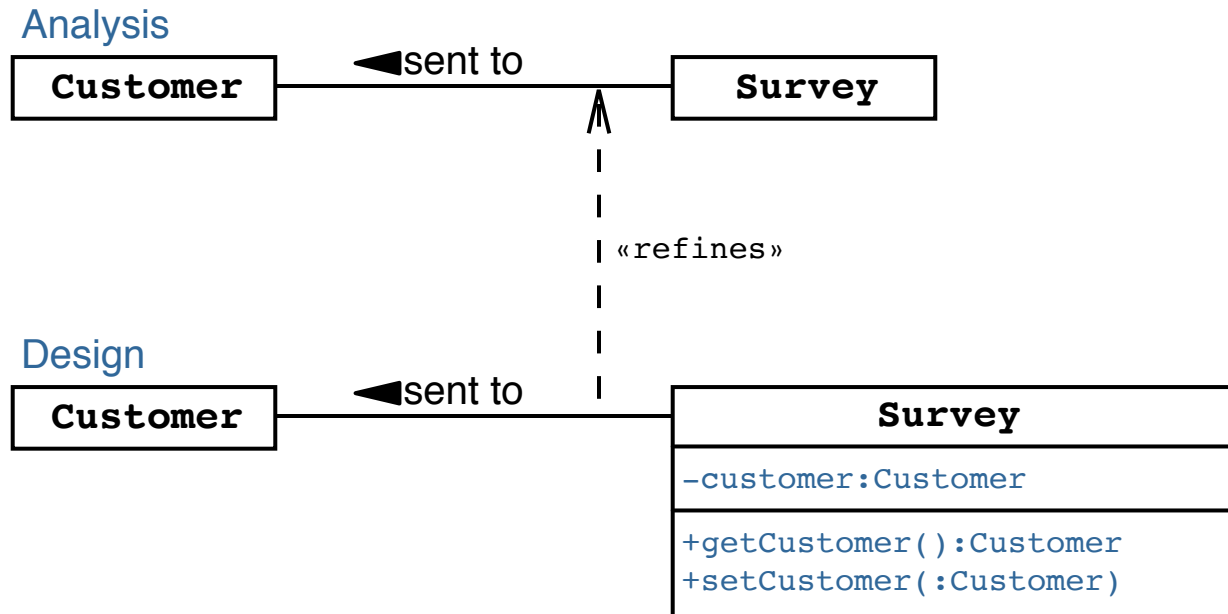 Analysis
Customer
sent to
Survey
«refines»
Design
Customer
sent to
Survey
-customer:Customer
+getCustomer():Customer
+setCustomer(:Customer)